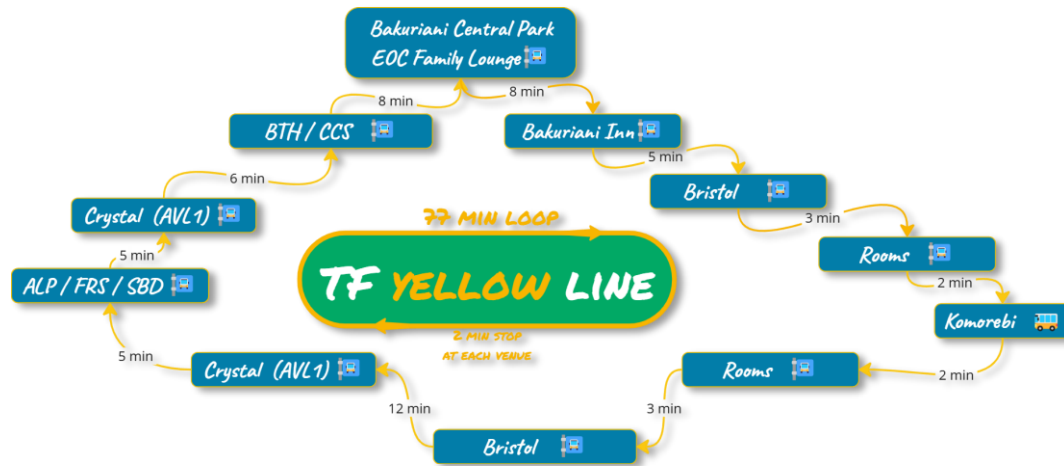 Bakuriani Central Park
EOC Family Lounge
8 min
8 min
BTH / CCS
Bakuriani Inn
5 min
6 min
Bristol
Crystal (AVL1)
77 MIN LOOP
3 min
5 min
Rooms
ALP / FRS / SBD
TF YELLOW LINE
2 min
Komorebi
2 MIN STOP
AT EACH VENUE
5 min
Crystal (AVL1)
Rooms
2 min
12 min
3 min
Bristol